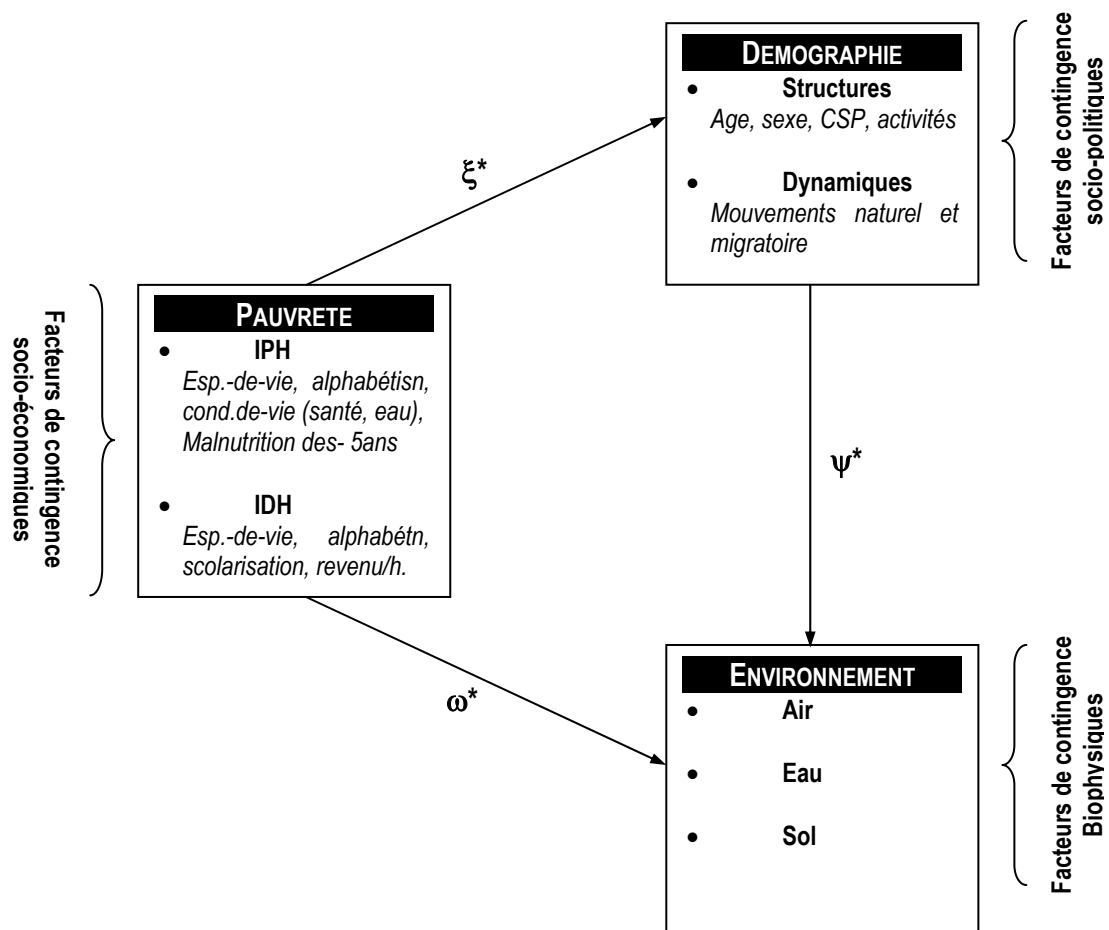 DEMOGRAPHIE
• Structures
Age, sexe, CSP, activités
• Dynamiques
Mouvements naturel et
migratoire
Facteurs de contingence
socio-politiques
ξ*
Facteurs de contingence
socio-économiques
PAUVRETE
• IPH
Esp.-de-vie, alphabétisn,
cond.de-vie (santé, eau),
Malnutrition des- 5ans
• IDH
Esp.-de-vie, alphabétn,
scolarisation, revenu/h.
ψ*
ω*
ENVIRONNEMENT
• Air
• Eau
• Sol
Facteurs de contingence
Biophysiques